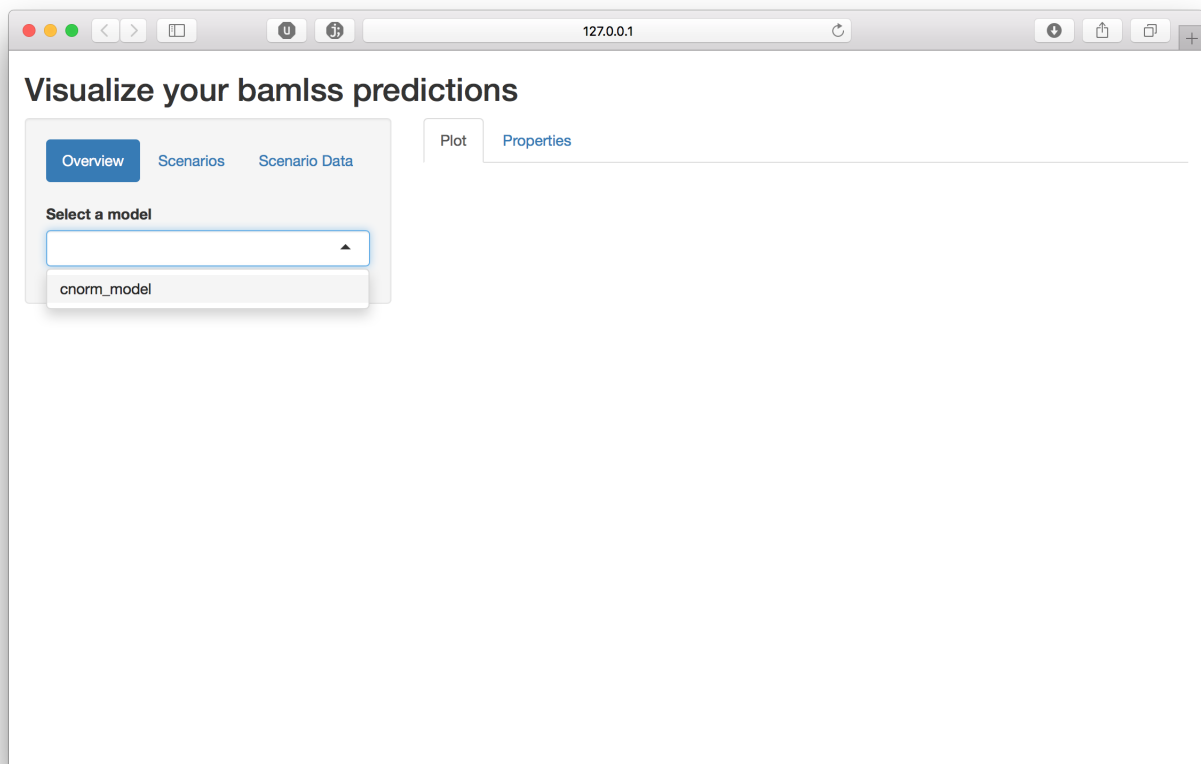 127.0.0.1
Visualize your bamlss predictions
Overview Scenarios Scenario Data
Select a model
cnorm_model
Plot Properties